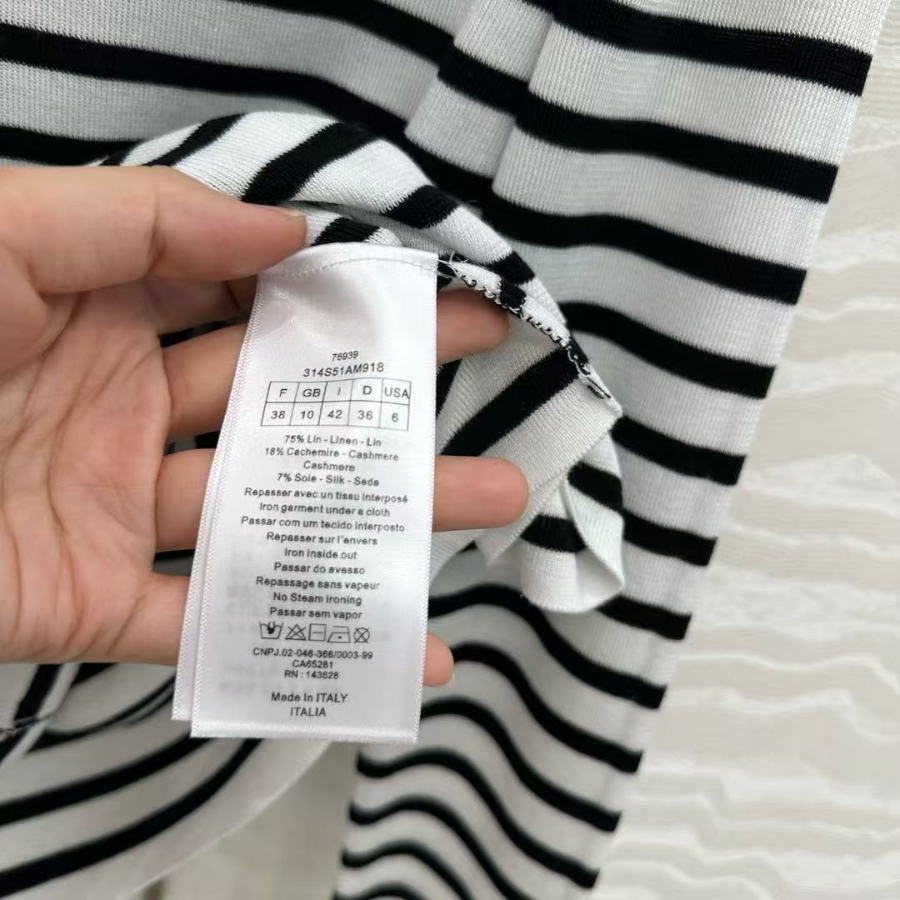 76939
314S51AM918
F GB I D USA
38 10 42 36 6
75% Lin - Linen - Lin
18% Cachemire - Cashmere
Cashmere
7% Soie - Silk - Seda
Repasser avec un tissu interposé
Iron garment under a cloth
Passar com um tecido interposto
Repasser sur l'envers
Iron inside out
Passar do avesso
Repassage sans vapeur
No Steam Ironing
Passar sem vapor
CNPJ.02-046-366/0003-99
CA65281
RN : 143628
Made in ITALY
ITALIA